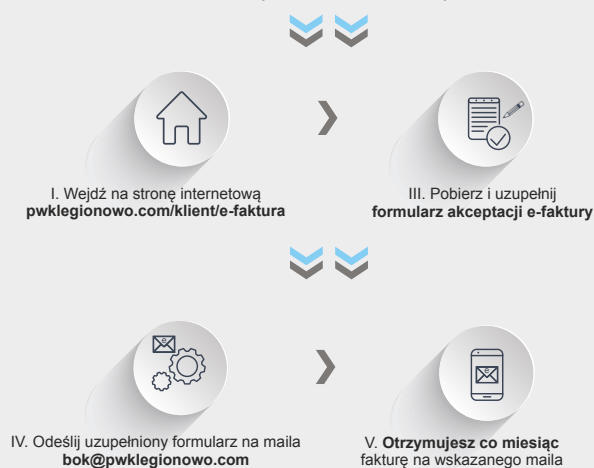 I. Wejdź na stronę internetową
pwklegionowo.com/klient/e-faktura
III. Pobierz i uzupełnij
formularz akceptacji e-faktury
IV. Odeślij uzupełniony formularz na maila
bok@pwklegionowo.com
V. Otrzymujesz co miesiąc
fakturę na wskazanego maila